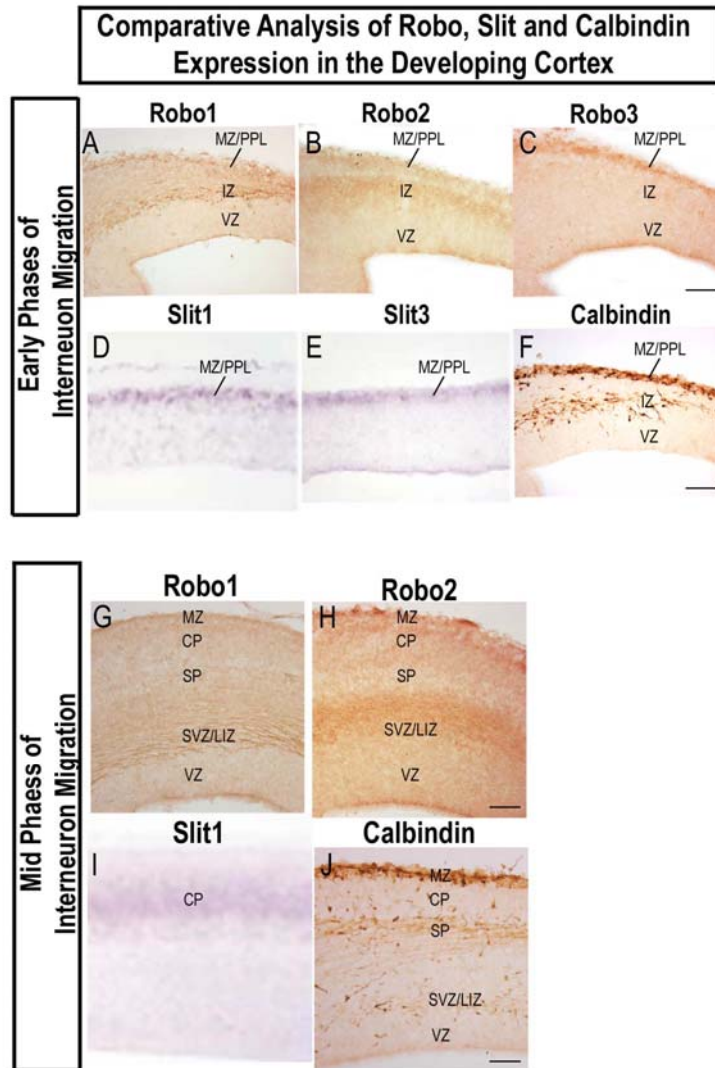 Comparative Analysis of Robo, Slit and Calbindin
Expression in the Developing Cortex
Early Phases of
Interneuon Migration
Robo1
Robo2
Robo3
A
MZ/PPL
IZ
VZ
B
MZ/PPL
IZ
VZ
C
MZ/PPL
IZ
VZ
Slit1
Slit3
Calbindin
D
MZ/PPL
E
MZ/PPL
F
MZ/PPL
IZ
VZ
Mid Phaess of
Interneuron Migration
Robo1
Robo2
G
MZ
CP
SP
SVZ/LIZ
VZ
H
MZ
CP
SP
SVZ/LIZ
VZ
Slit1
Calbindin
I
CP
J
MZ
CP
SP
SVZ/LIZ
VZ